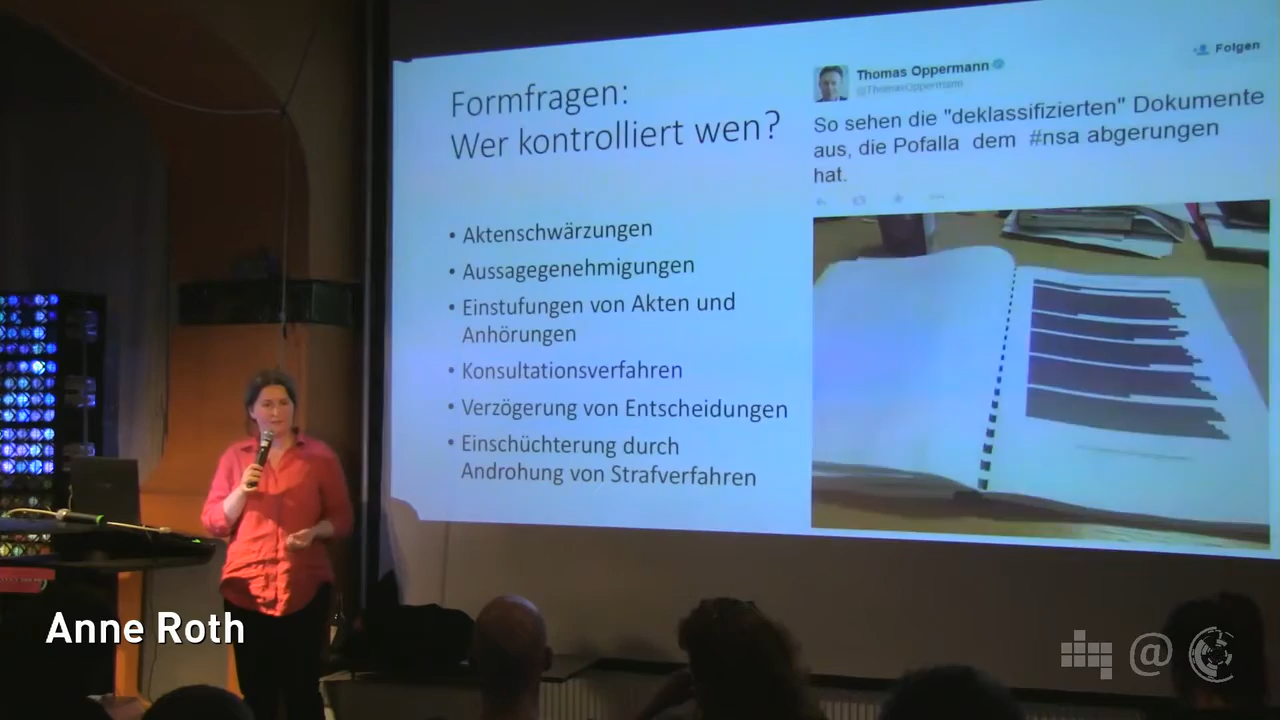 Formfragen:
Wer kontrolliert wen?
• Aktenschwärzungen
• Aussagegenehmigungen
• Einstufungen von Akten und
Anhörungen
• Konsultationsverfahren
• Verzögerung von Entscheidungen
• Einschüchterung durch
Androhung von Strafverfahren
Folgen
Thomas Oppermann
@ThomasOppermann
So sehen die "deklassifizierten" Dokumente
aus, die Pofalla dem #nsa abgerungen
hat.
Anne Roth
@